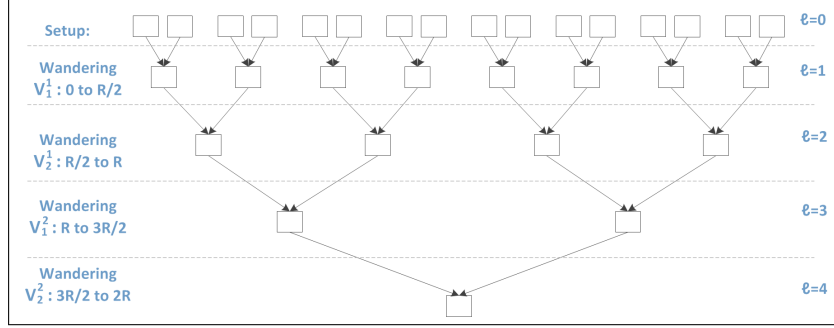 Setup:
ℓ=0
Wandering
V₁¹ : 0 to R/2
ℓ=1
Wandering
V₂¹ : R/2 to R
ℓ=2
Wandering
V₁² : R to 3R/2
ℓ=3
Wandering
V₂² : 3R/2 to 2R
ℓ=4